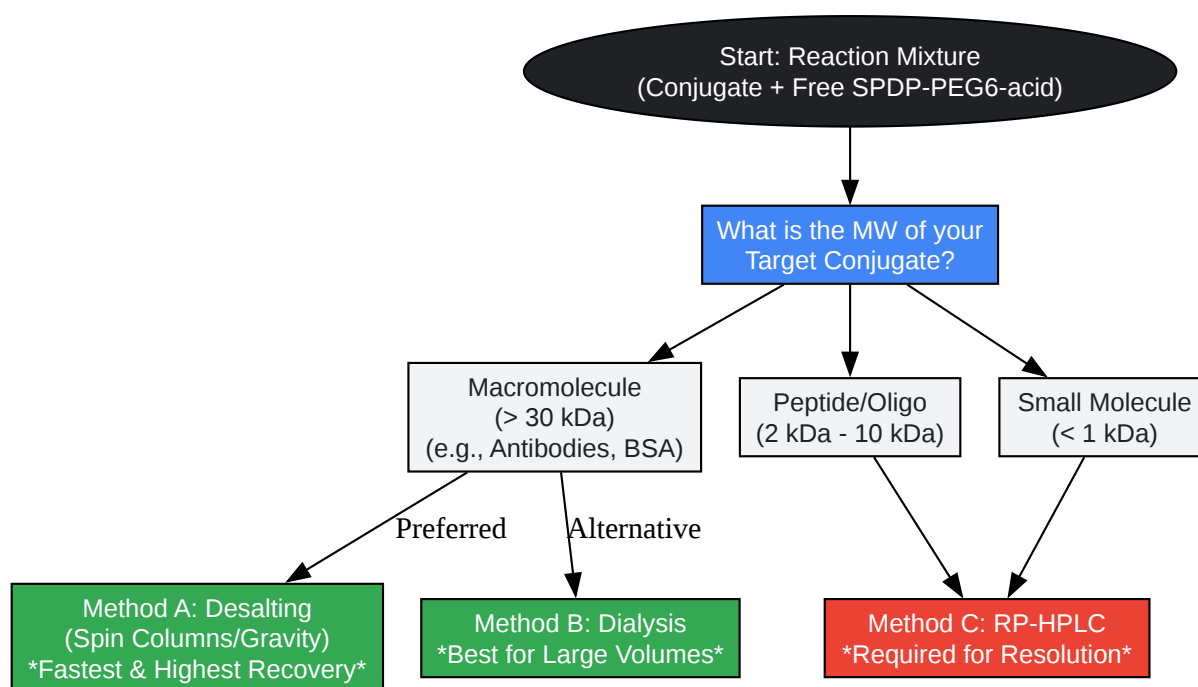 Start: Reaction Mixture
(Conjugate + Free SPDP-PEG6-acid)
What is the MW of your
Target Conjugate?
Macromolecule
(> 30 kDa)
(e.g., Antibodies, BSA)
Peptide/Oligo
(2 kDa - 10 kDa)
Small Molecule
(< 1 kDa)
Preferred
Alternative
Method A: Desalting
(Spin Columns/Gravity)
*Fastest & Highest Recovery*
Method B: Dialysis
*Best for Large Volumes*
Method C: RP-HPLC
*Required for Resolution*